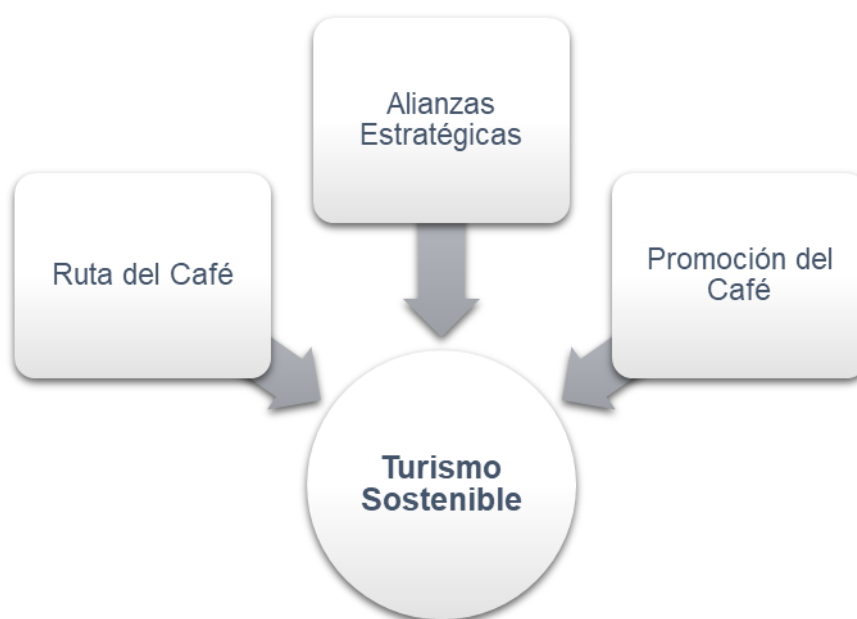 Alianzas
Estratégicas
Ruta del Café
Promoción del
Café
Turismo
Sostenible